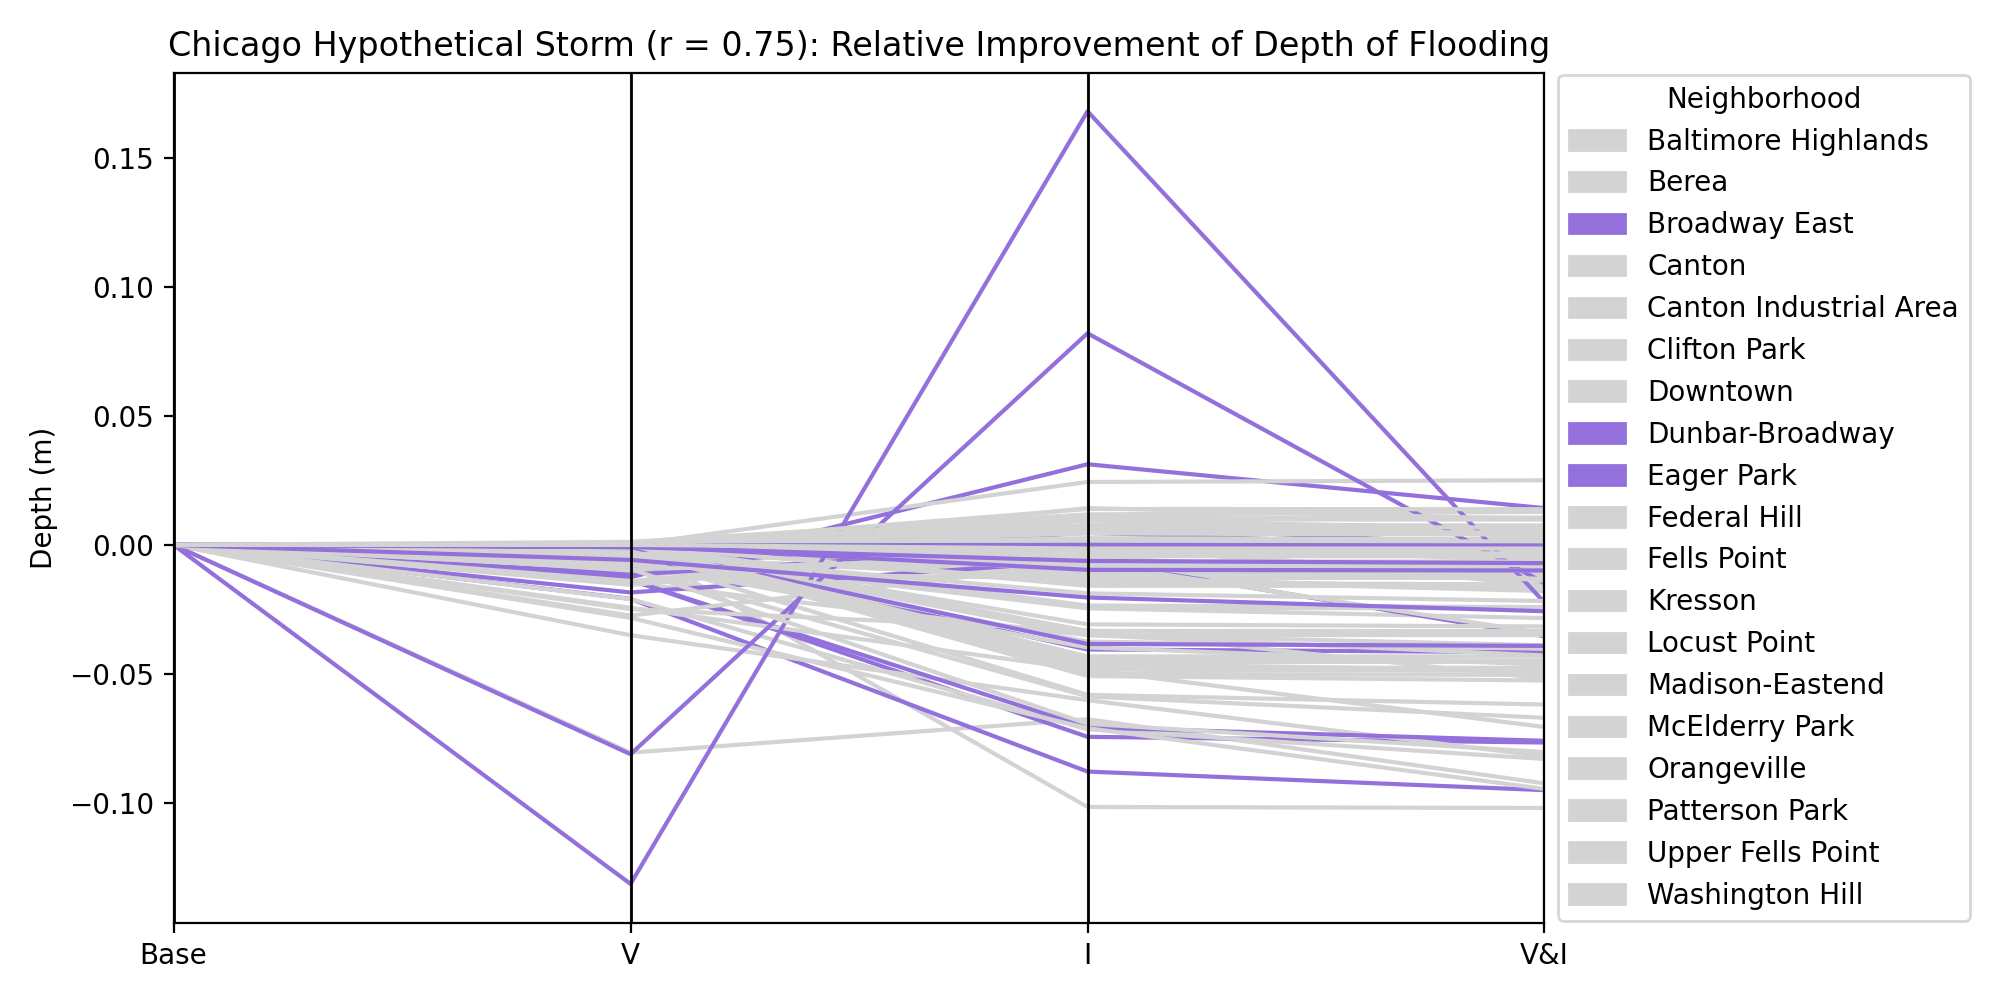 Chicago Hypothetical Storm (r = 0.75): Relative Improvement of Depth of Flooding
Depth (m)
0.15
0.10
0.05
0.00
−0.05
−0.10
Base
V
I
V&I
Neighborhood
Baltimore Highlands
Berea
Broadway East
Canton
Canton Industrial Area
Clifton Park
Downtown
Dunbar-Broadway
Eager Park
Federal Hill
Fells Point
Kresson
Locust Point
Madison-Eastend
McElderry Park
Orangeville
Patterson Park
Upper Fells Point
Washington Hill